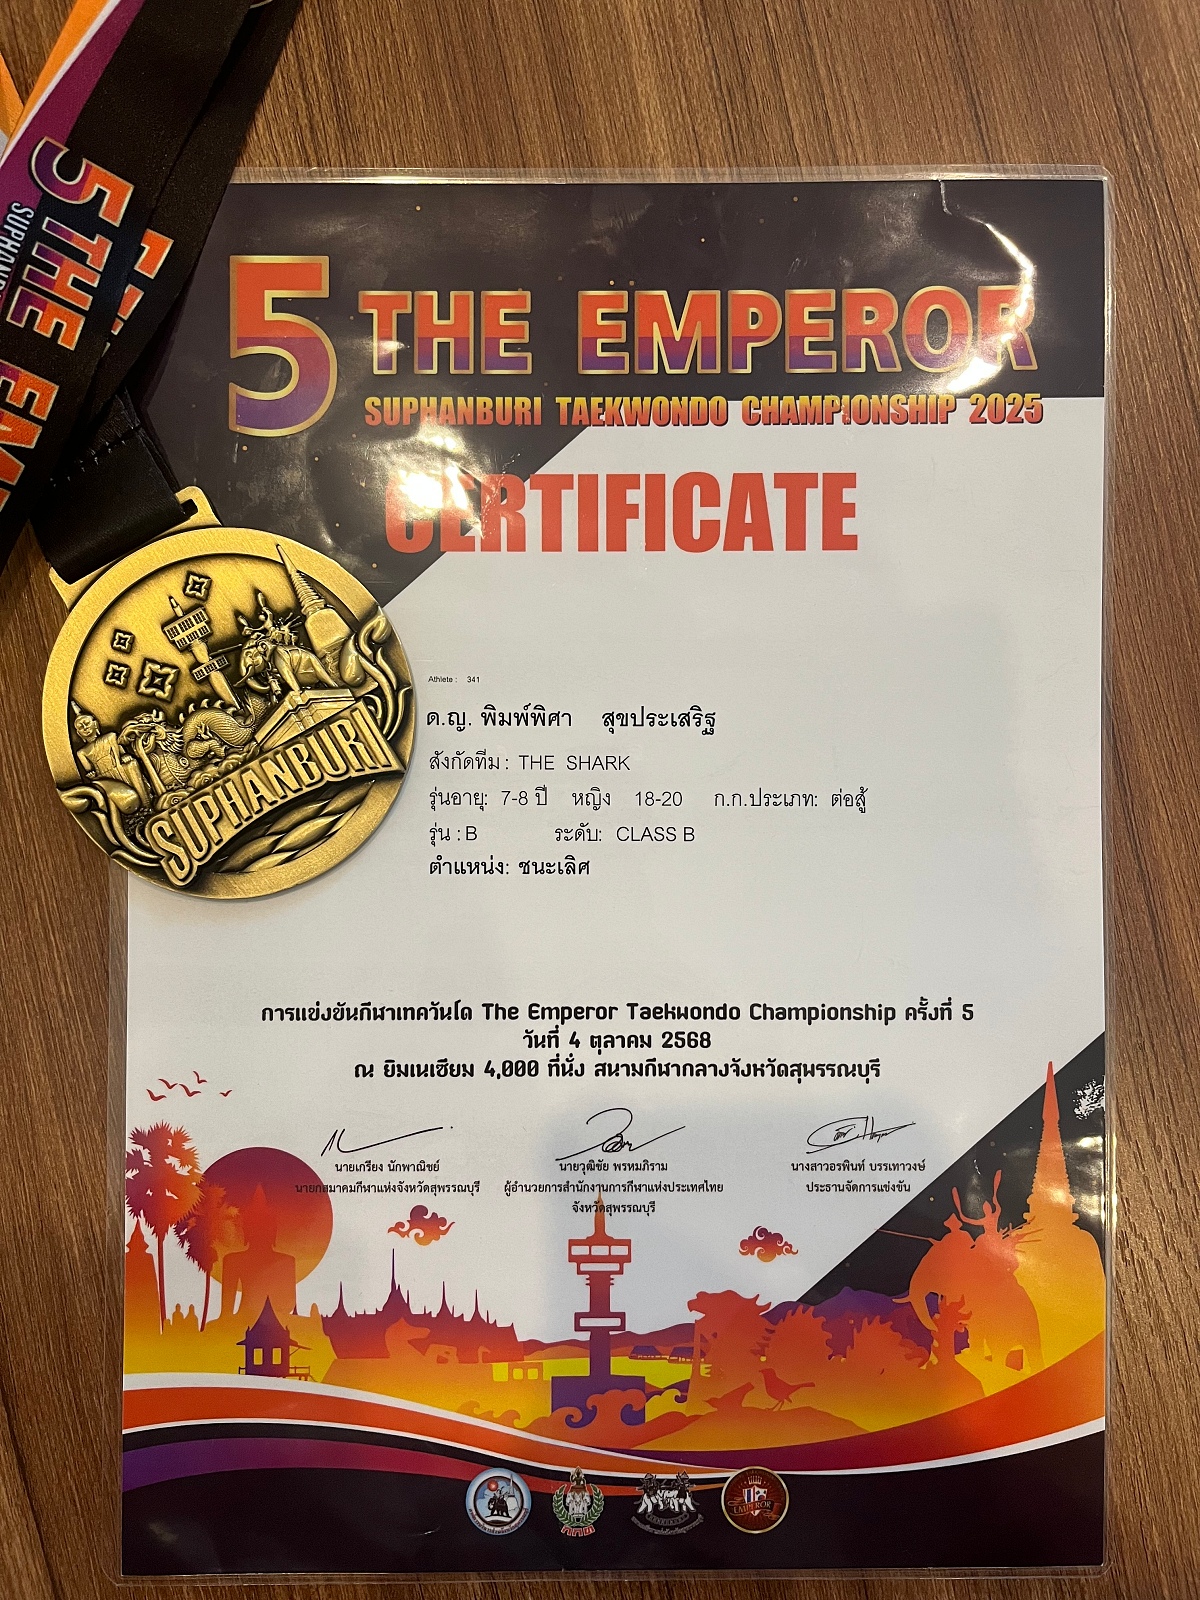 5 THE EMPEROR
SUPHANBURI TAEKWONDO CHAMPIONSHIP 2025
CERTIFICATE
5 THE EM
SUPHAN
SUPHANBURI
Athlete : 341
ด.ญ. พิมพ์พิศา สุขประเสริฐ
สังกัดทีม : THE SHARK
รุ่นอายุ: 7-8 ปี หญิง 18-20 ก.ก.ประเภท: ต่อสู้
รุ่น : B ระดับ: CLASS B
ตำแหน่ง: ชนะเลิศ
การแข่งขันกีฬาเทควันโด The Emperor Taekwondo Championship ครั้งที่ 5
วันที่ 4 ตุลาคม 2568
ณ ยิมเนเซียม 4,000 ที่นั่ง สนามกีฬากลางจังหวัดสุพรรณบุรี
นายเกรียง นักพาณิชย์ นายวุฒิชัย พรหมภิราม นางสาวอรพินท์ บรรเทาวงษ์
นายกสมาคมกีฬาแห่งจังหวัดสุพรรณบุรี ผู้อำนวยการสำนักงานการกีฬาแห่งประเทศไทย ประธานจัดการแข่งขัน
จังหวัดสุพรรณบุรี
กกท
EMPEROR